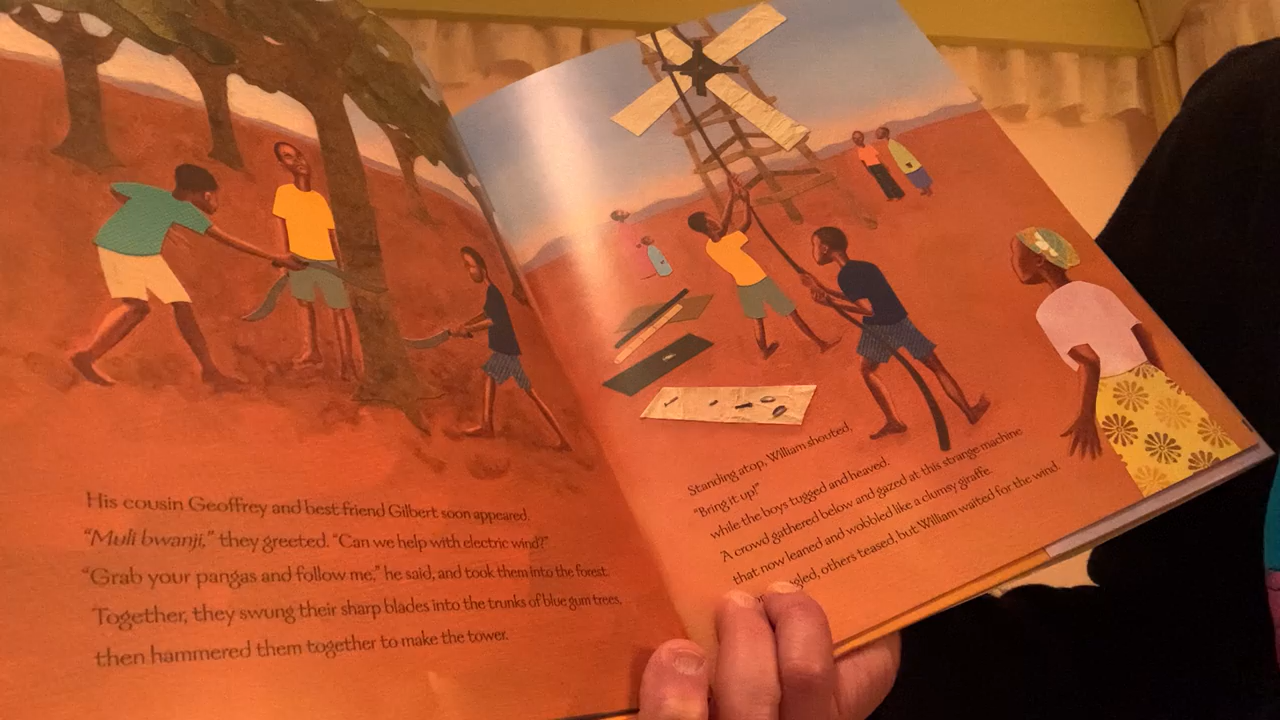 His cousin Geoffrey and best friend Gilbert soon appeared.
“Muli bwanji,” they greeted. “Can we help with electric wind?”
“Grab your pangas and follow me,” he said, and took them into the forest.
Together, they swung their sharp blades into the trunks of blue gum trees,
then hammered them together to make the tower.
Standing atop, William shouted,
“Bring it up!”
while the boys tugged and heaved.
A crowd gathered below and gazed at this strange machine
that now leaned and wobbled like a clumsy giraffe.
others teased, but William waited for the wind.